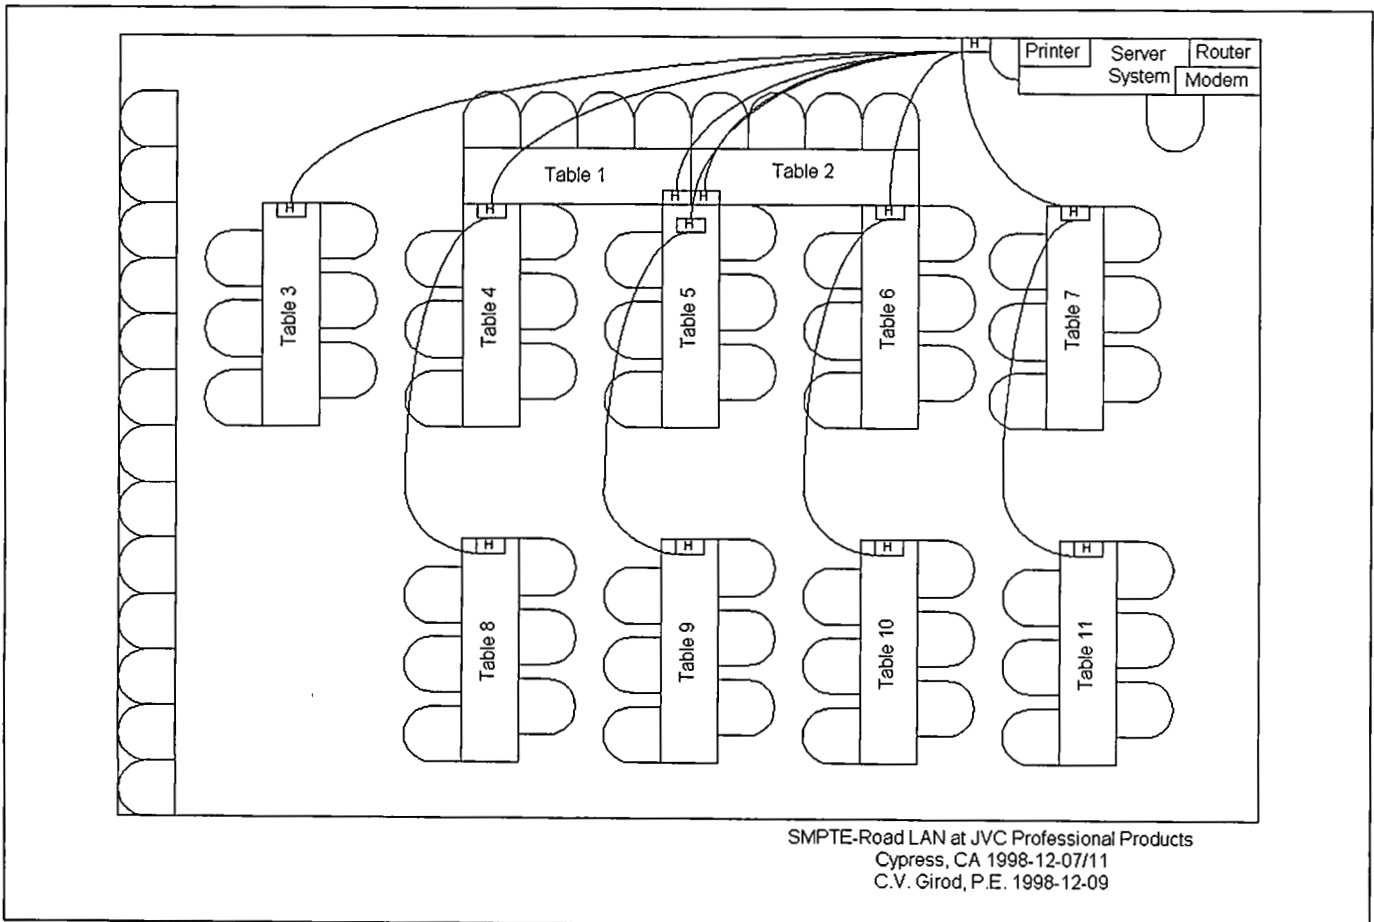 H
Printer
Server
System
Router
Modem
Table 1
Table 2
H
H
H
H
H
H
H
Table 3
Table 4
Table 5
Table 6
Table 7
H
H
H
H
Table 8
Table 9
Table 10
Table 11
SMPTE-Road LAN at JVC Professional Products
Cypress, CA 1998-12-07/11
C.V. Girod, P.E. 1998-12-09